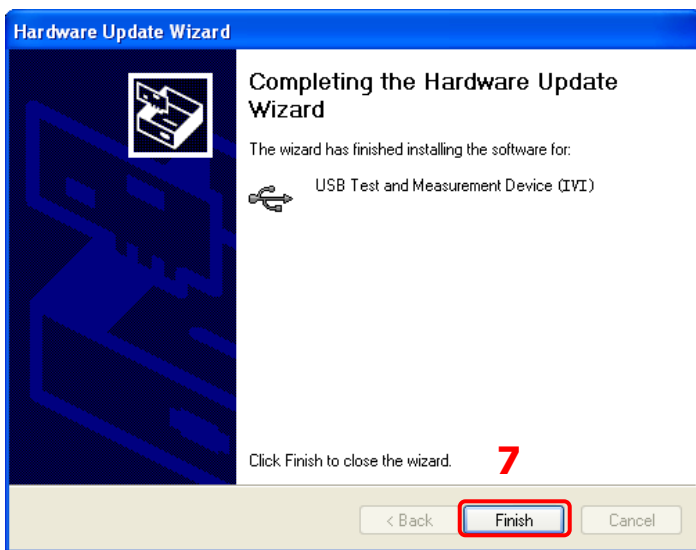 Hardware Update Wizard
Completing the Hardware Update
Wizard
The wizard has finished installing the software for:
USB Test and Measurement Device (IVI)
Click Finish to close the wizard.
7
< Back
Finish
Cancel